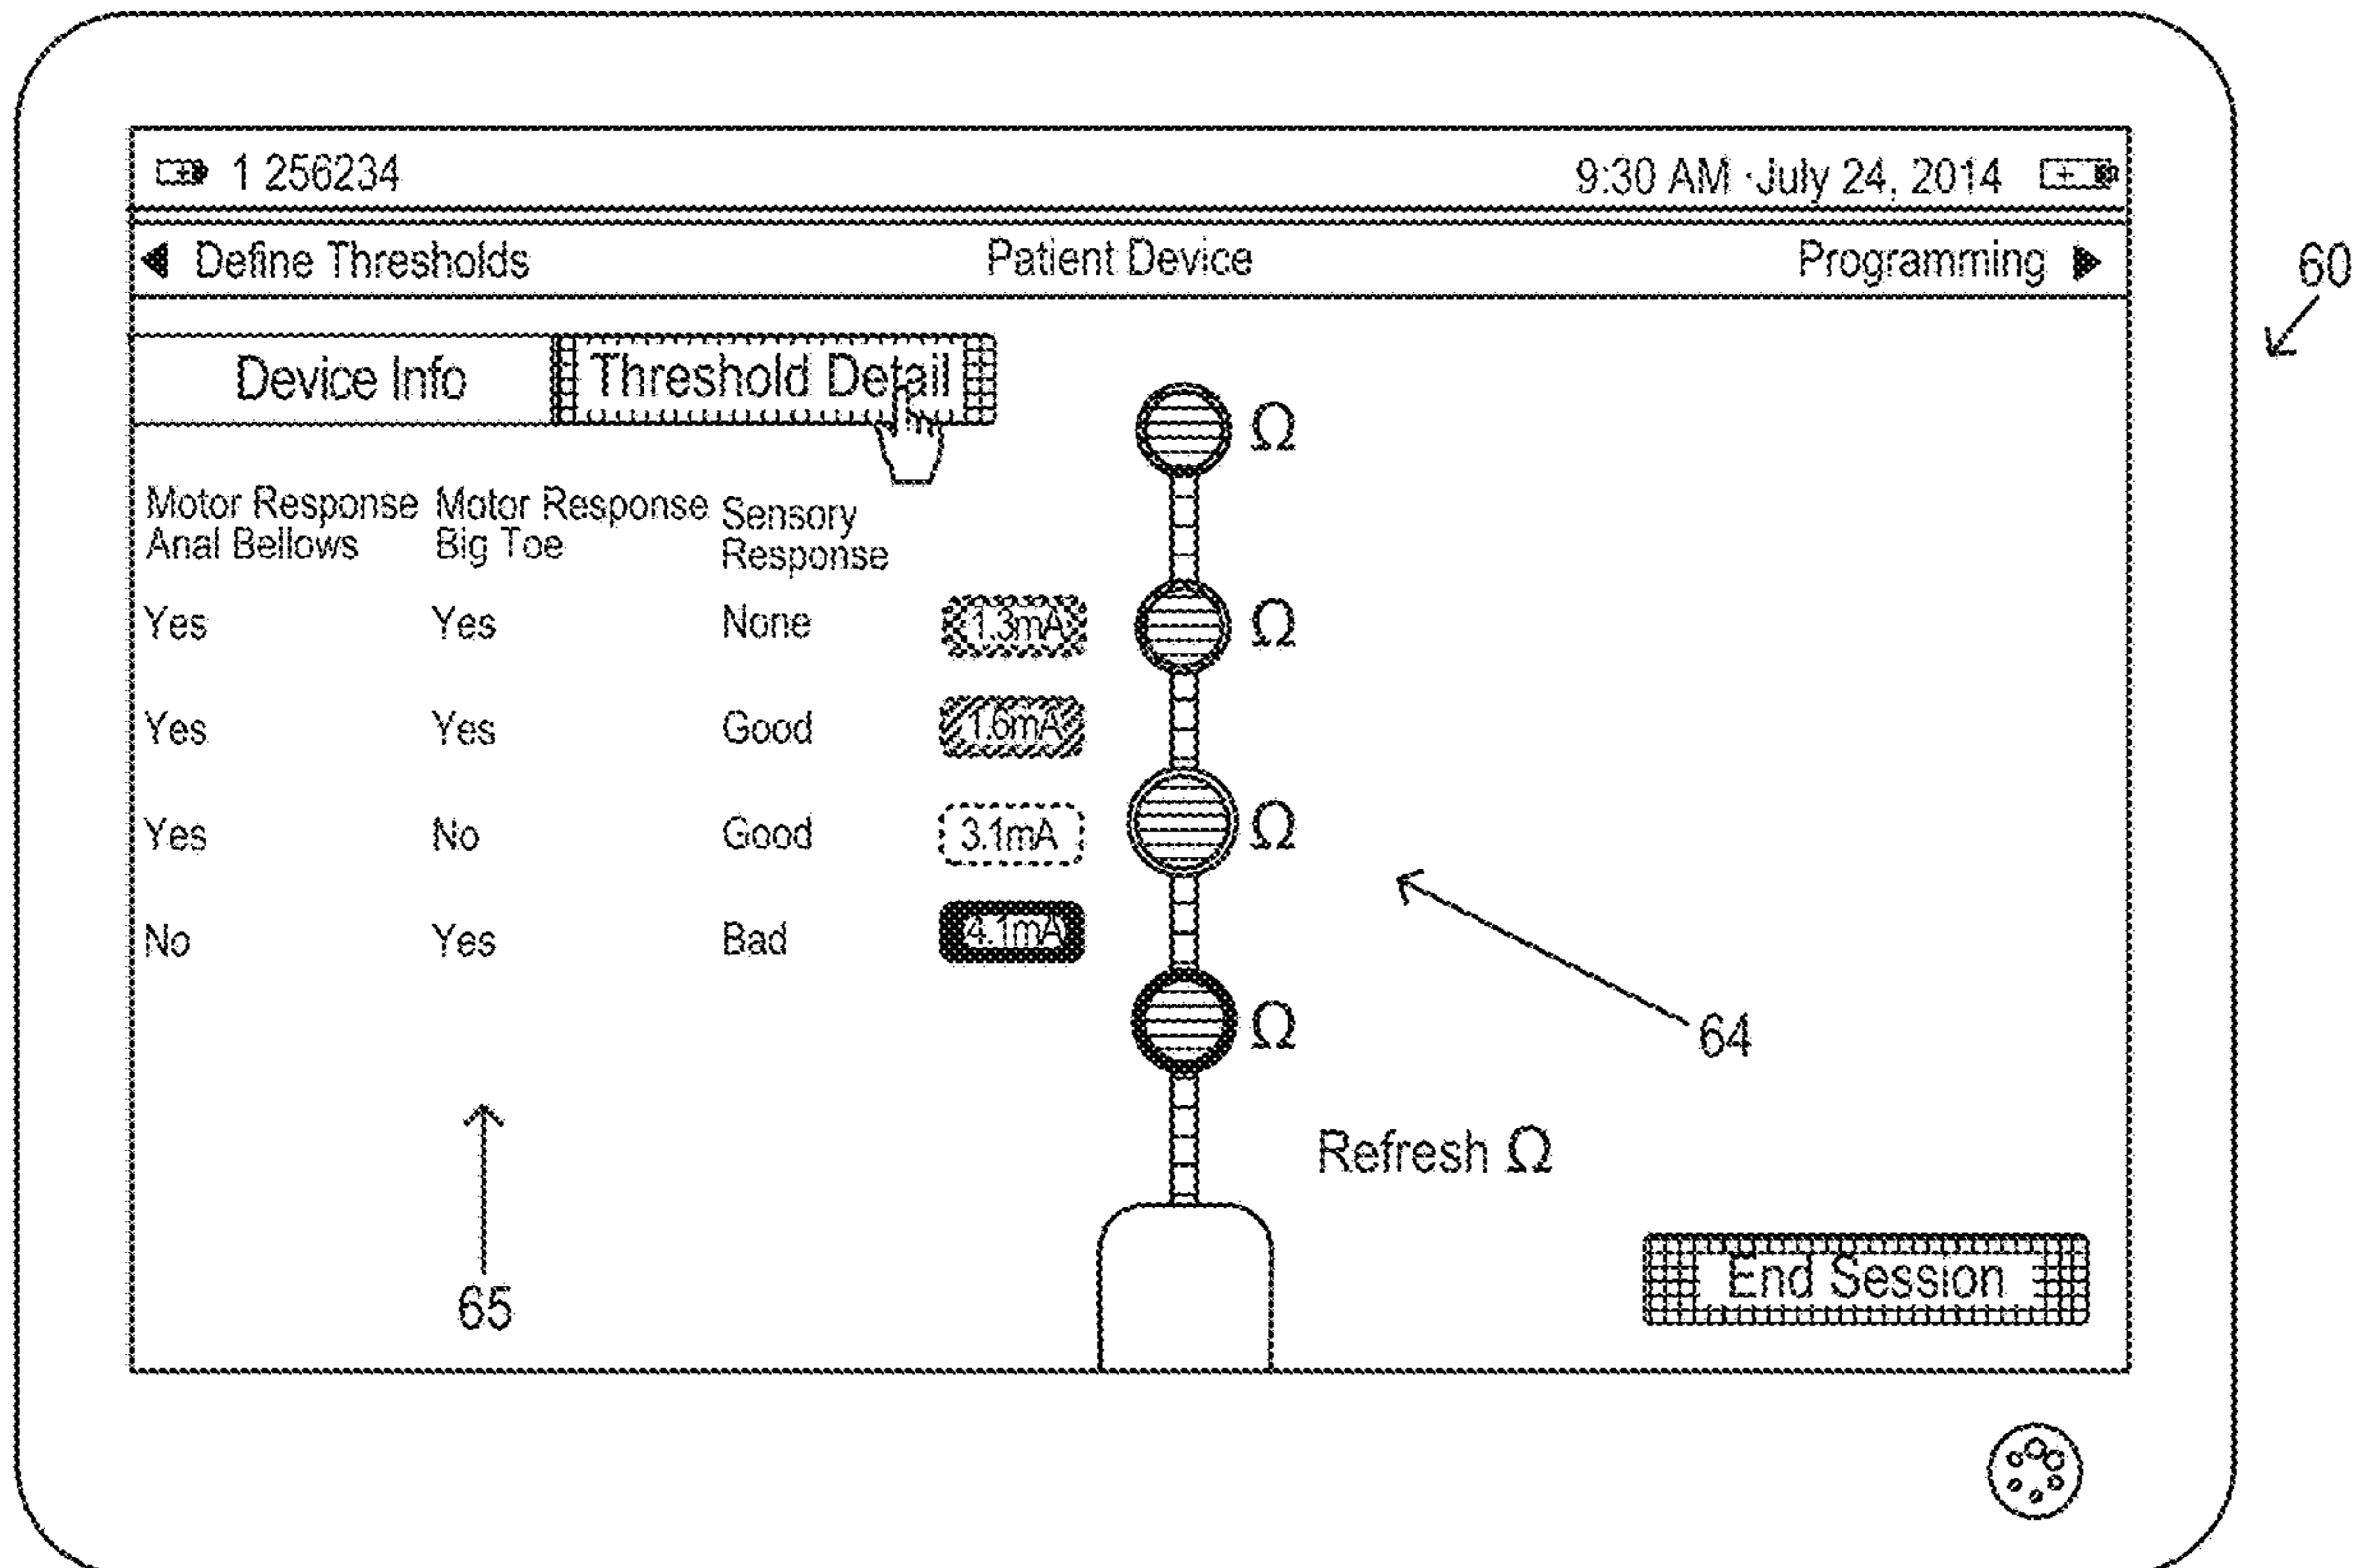 1 256234
9:30 AM · July 24, 2014
Define Thresholds
Patient Device
Programming
60
Device Info
Threshold Detail
Ω
Motor Response
Anal Bellows
Motor Response
Big Toe
Sensory
Response
Yes Yes None 1.3mA Ω
Yes Yes Good 1.6mA
Yes No Good 3.1mA Ω
No Yes Bad 4.1mA
Ω
64
Refresh Ω
65
End Session